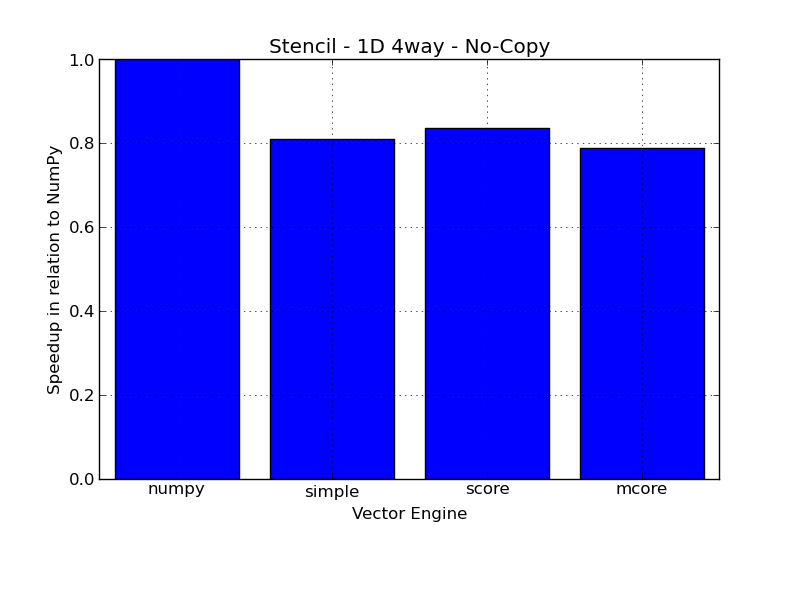 Stencil - 1D 4way - No-Copy
1.0
0.8
0.6
0.4
0.2
0.0
Speedup in relation to NumPy
numpy simple score mcore
Vector Engine